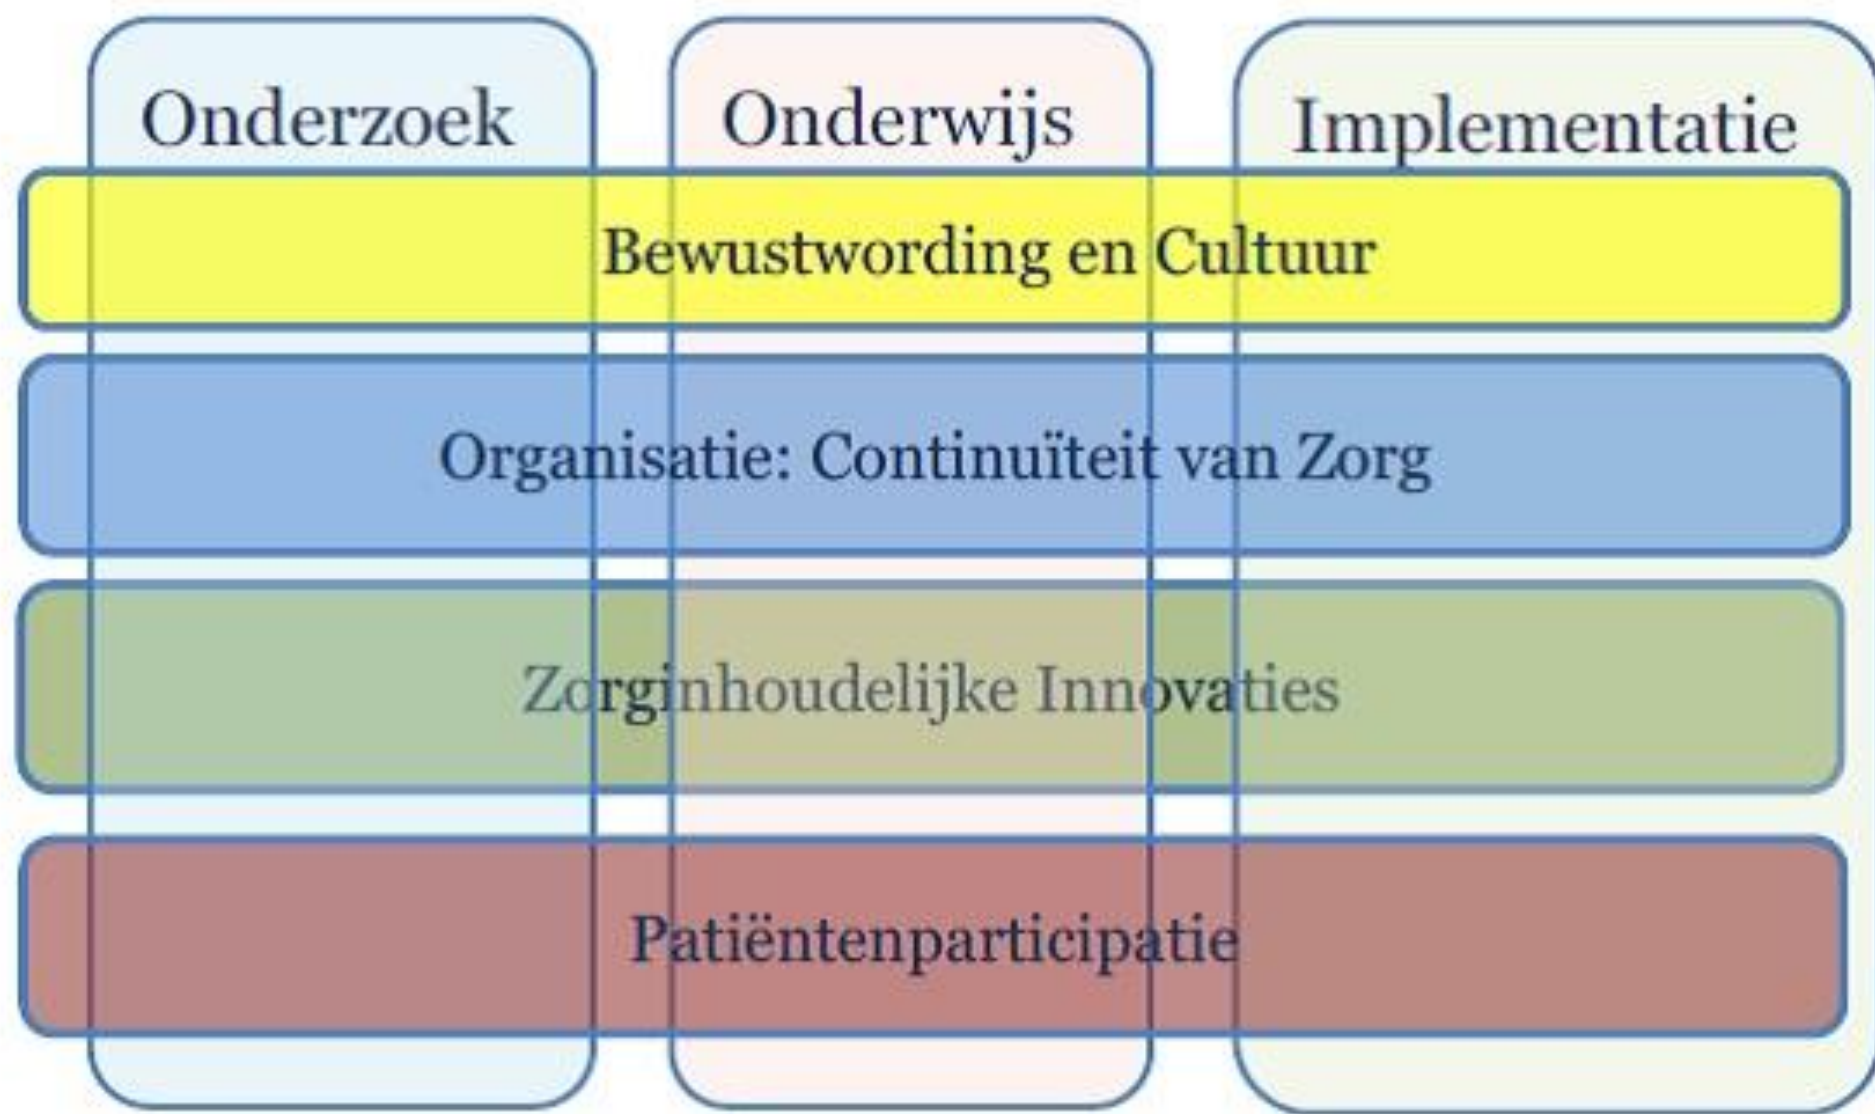 Onderzoek
Onderwijs
Implementatie
Bewustwording en Cultuur
Organisatie: Continuïteit van Zorg
Zorginhoudelijke Innovaties
Patiëntenparticipatie